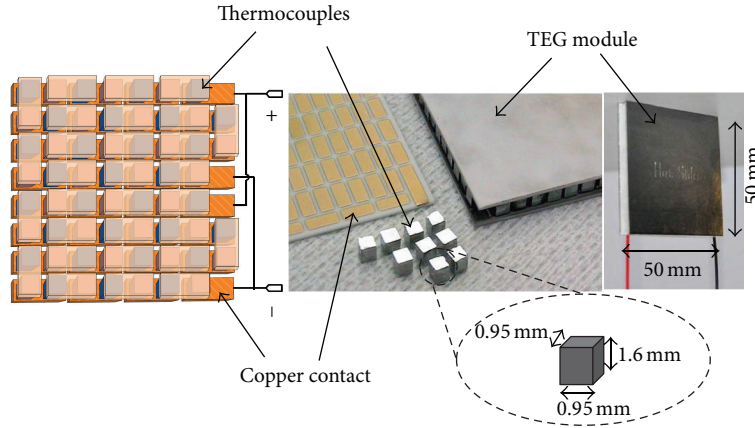 Thermocouples
TEG module
+
−
50 mm
50 mm
Copper contact
0.95 mm
1.6 mm
0.95 mm